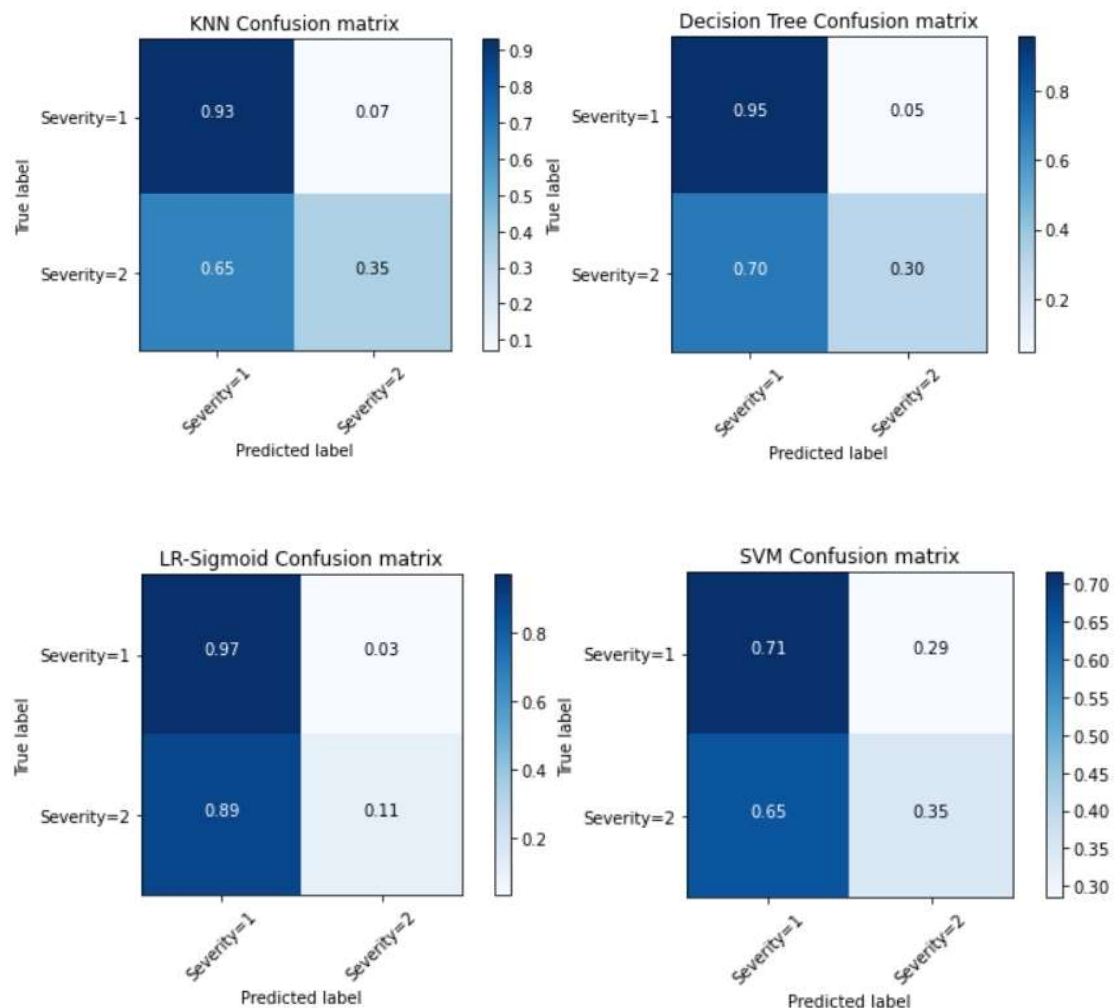 KNN Confusion matrix
Severity=1
Severity=2
True label
0.93
0.07
0.65
0.35
Severity=1
Severity=2
Predicted label
0.9
0.8
0.7
0.6
0.5
0.4
0.3
0.2
0.1
Decision Tree Confusion matrix
Severity=1
Severity=2
True label
0.95
0.05
0.70
0.30
Severity=1
Severity=2
Predicted label
0.8
0.6
0.4
0.2
LR-Sigmoid Confusion matrix
Severity=1
Severity=2
True label
0.97
0.03
0.89
0.11
Severity=1
Severity=2
Predicted label
0.8
0.6
0.4
0.2
SVM Confusion matrix
Severity=1
Severity=2
True label
0.71
0.29
0.65
0.35
Severity=1
Severity=2
Predicted label
0.70
0.65
0.60
0.55
0.50
0.45
0.40
0.35
0.30